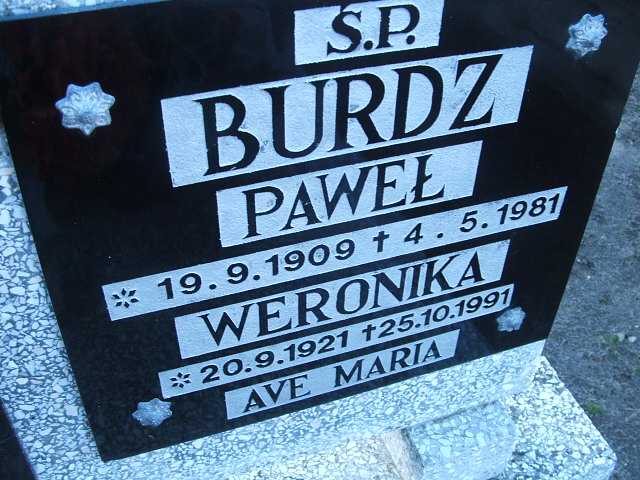 Ś.P.
BURDZ
PAWEŁ
* 19.9.1909 † 4.5.1981
WERONIKA
* 20.9.1921 † 25.10.1991
AVE MARIA